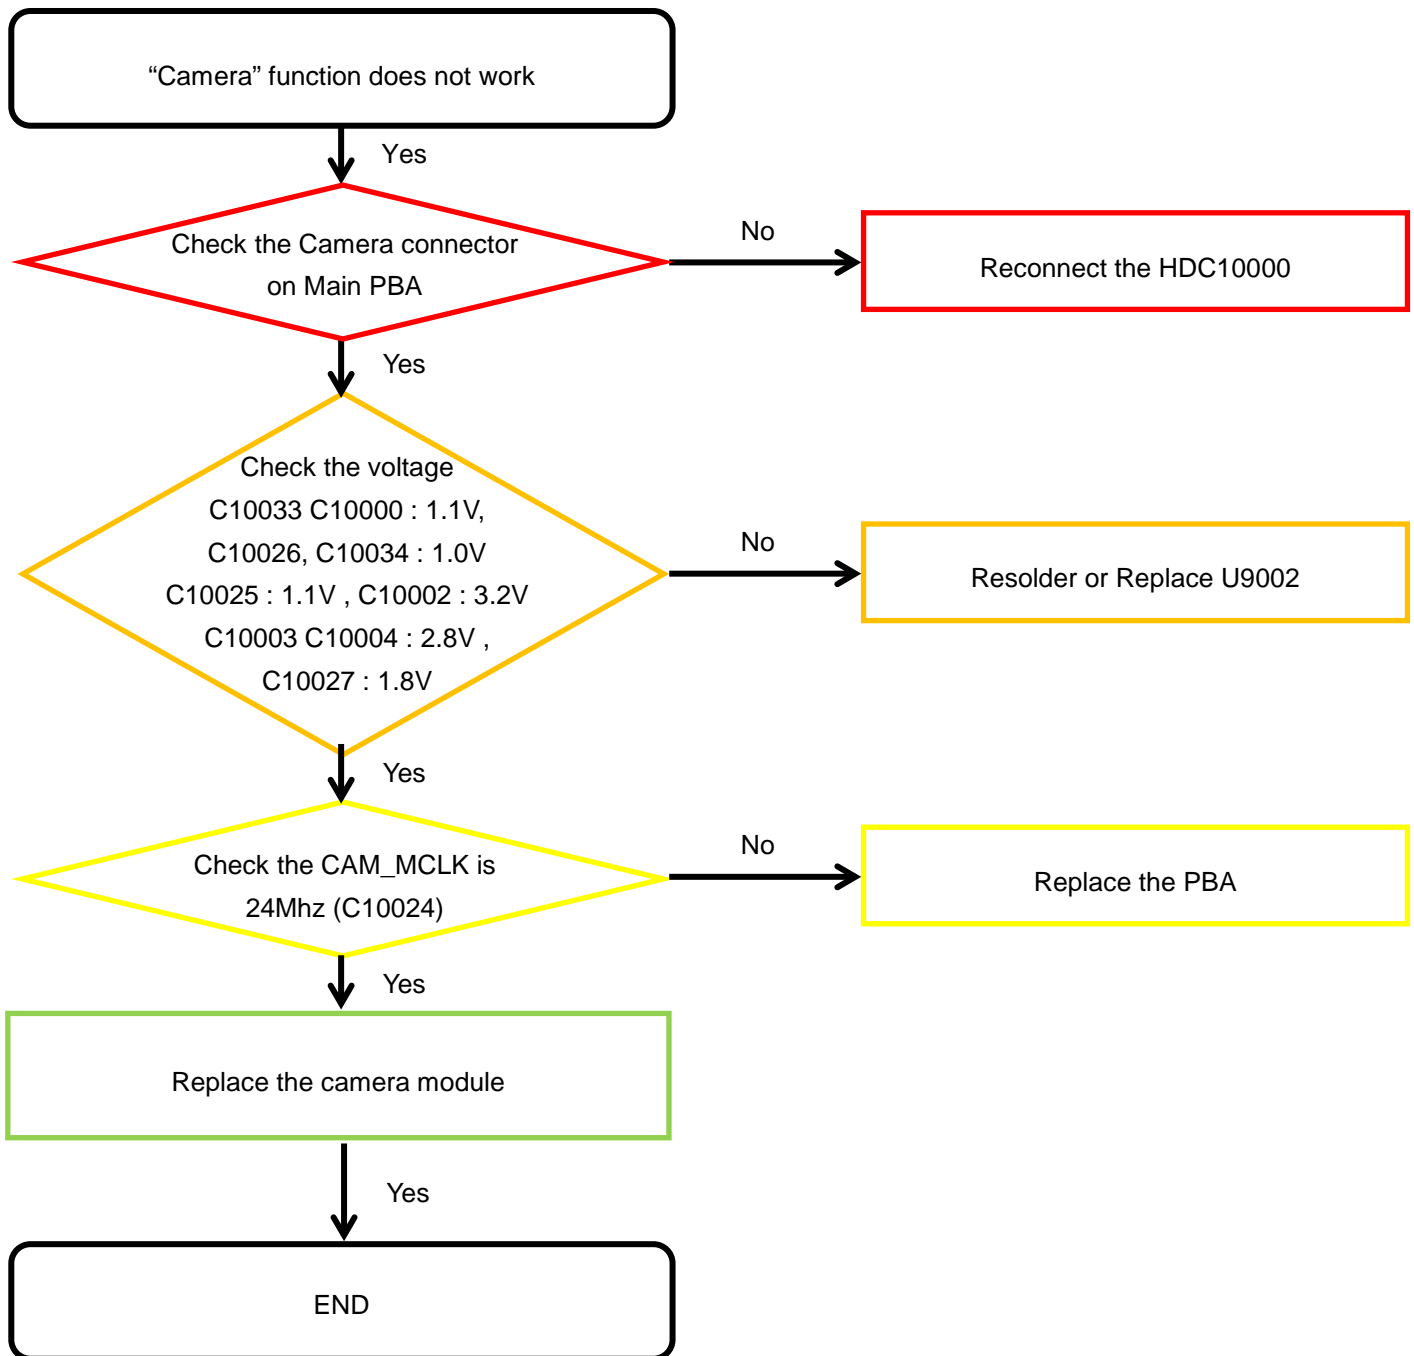 “Camera” function does not work
Yes
Check the Camera connector
on Main PBA
No
Reconnect the HDC10000
Yes
Check the voltage
C10033 C10000 : 1.1V,
C10026, C10034 : 1.0V
C10025 : 1.1V , C10002 : 3.2V
C10003 C10004 : 2.8V ,
C10027 : 1.8V
No
Resolder or Replace U9002
Yes
Check the CAM_MCLK is
24Mhz (C10024)
No
Replace the PBA
Yes
Replace the camera module
Yes
END